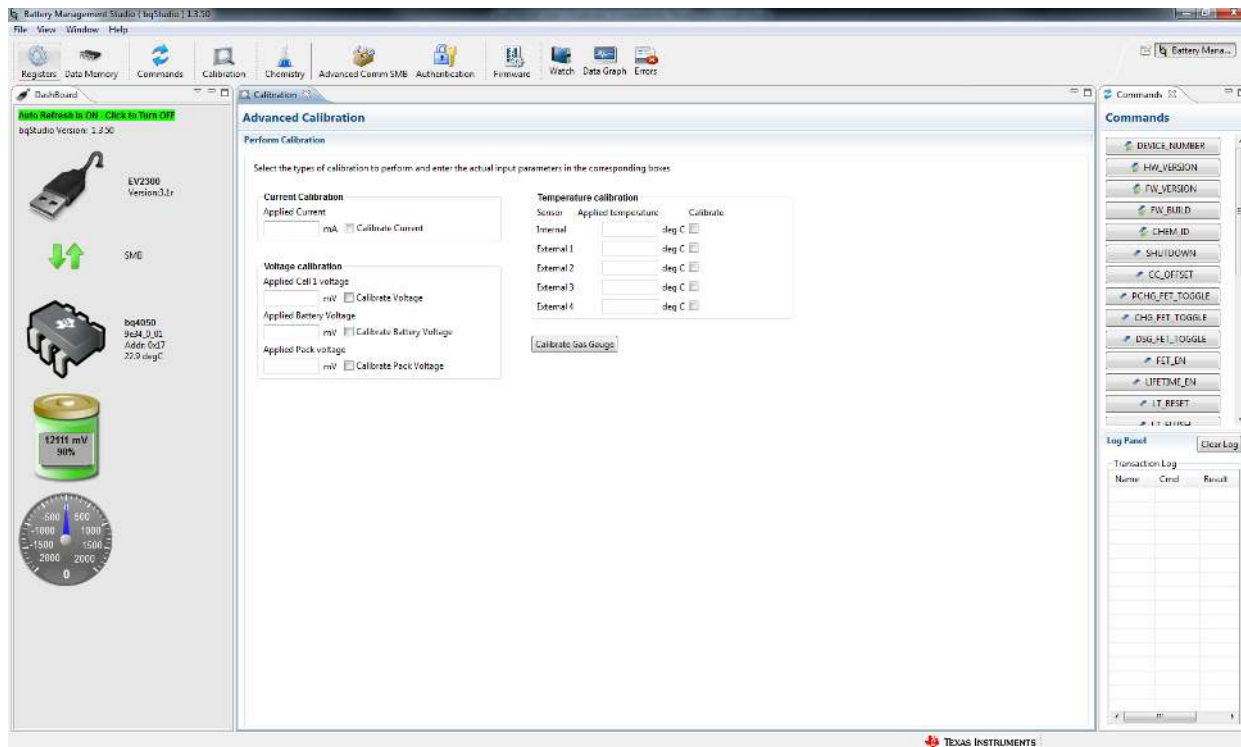 Battery Management Studio ( bqStudio ) 1.3.50
File View Window Help
Registers Data Memory Commands Calibration Chemistry Advanced Comm SMB Authentication Firmware Watch Data Graph Errors
Battery Mana...
DashBoard
Auto Refresh is ON - Click to Turn OFF
bqStudio Version: 1.3.50
EV2300
Version:3.1r
SMB
bq4050
Addr: 0x17
22.9 degC
12111 mV
90%
-500 500
-1000 1000
-1500 1500
2000 2000
0
Calibration
Advanced Calibration
Perform Calibration
Select the types of calibration to perform and enter the actual input parameters in the corresponding boxes
Current Calibration
Applied Current
mA Calibrate Current
Voltage calibration
Applied Cell 1 voltage
mV Calibrate Voltage
Applied Battery Voltage
mV Calibrate Battery Voltage
Applied Pack voltage
mV Calibrate Pack Voltage
Temperature calibration
Sensor Applied temperature Calibrate
Internal deg C
External 1 deg C
External 2 deg C
External 3 deg C
External 4 deg C
Calibrate Gas Gauge
Commands
Commands
DEVICE_NUMBER
HW_VERSION
FW_VERSION
FW_BUILD
CHEM_ID
SHUTDOWN
CC_OFFSET
PCHG_FET_TOGGLE
CHG_FET_TOGGLE
DSG_FET_TOGGLE
FET_EN
LIFETIME_EN
LT_RESET
Log Panel
Clear Log
Transaction Log
Name Cmd Result
TEXAS INSTRUMENTS